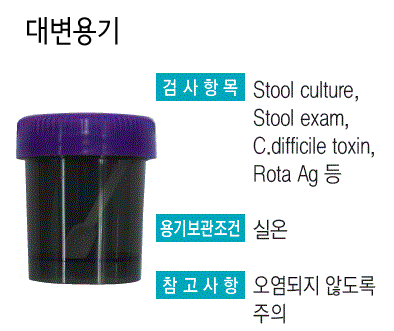 대변용기
검사항목
Stool culture,
Stool exam,
C.difficile toxin,
Rota Ag 등
용기보관조건
실온
참고사항
오염되지 않도록
주의